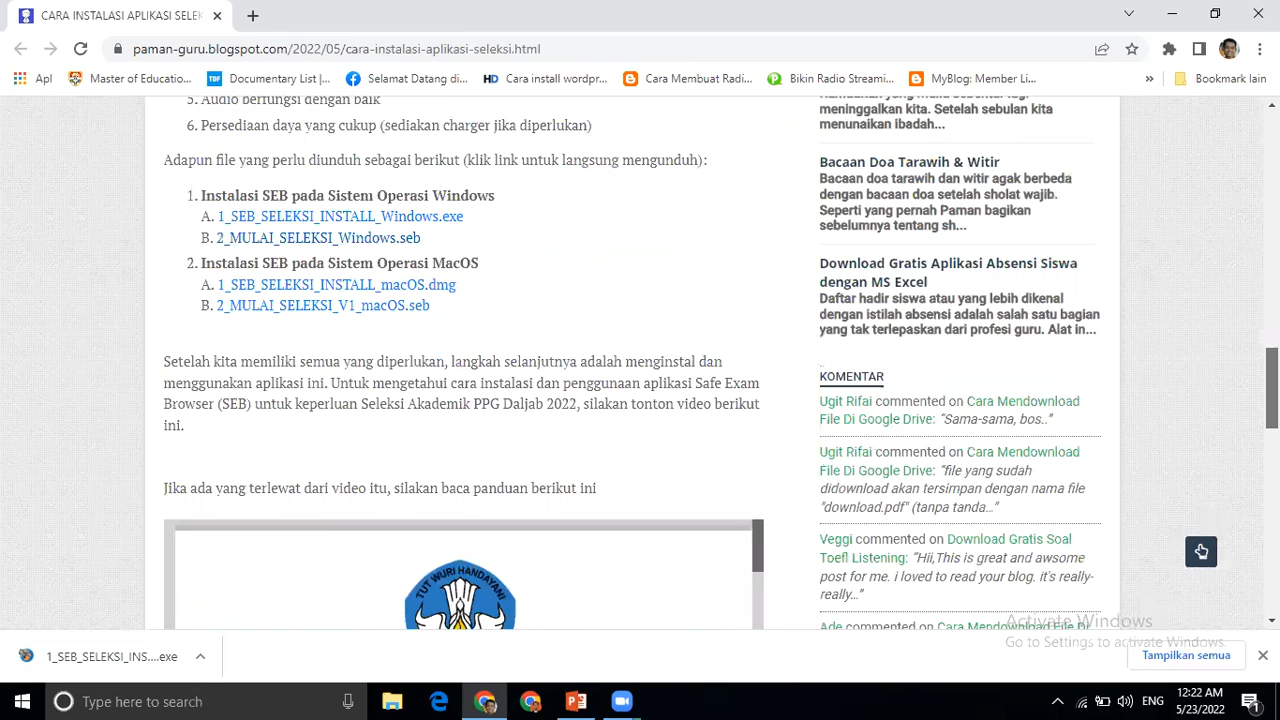 CARA INSTALASI APLIKASI SELEK
paman-guru.blogspot.com/2022/05/cara-instalasi-aplikasi-seleksi.html
Apl
Master of Educatio...
Documentary List |...
Selamat Datang di...
Cara install wordpr...
Cara Membuat Radi...
Bikin Radio Streami...
MyBlog: Member Li...
»
Bookmark lain
5. Audio berfungsi dengan baik
6. Persediaan daya yang cukup (sediakan charger jika diperlukan)
Adapun file yang perlu diunduh sebagai berikut (klik link untuk langsung mengunduh):
1. Instalasi SEB pada Sistem Operasi Windows
A. 1_SEB_SELEKSI_INSTALL_Windows.exe
B. 2_MULAI_SELEKSI_Windows.seb
2. Instalasi SEB pada Sistem Operasi MacOS
A. 1_SEB_SELEKSI_INSTALL_macOS.dmg
B. 2_MULAI_SELEKSI_V1_macOS.seb
Setelah kita memiliki semua yang diperlukan, langkah selanjutnya adalah menginstal dan
menggunakan aplikasi ini. Untuk mengetahui cara instalasi dan penggunaan aplikasi Safe Exam
Browser (SEB) untuk keperluan Seleksi Akademik PPG Daljab 2022, silakan tonton video berikut
ini.
Jika ada yang terlewat dari video itu, silakan baca panduan berikut ini
TUT WURI HANDAYANI
meninggalkan kita. Setelah sebulan kita
menunaikan ibadah...
Bacaan Doa Tarawih & Witir
Bacaan doa tarawih dan witir agak berbeda
dengan bacaan doa setelah sholat wajib.
Seperti yang pernah Paman bagikan
sebelumnya tentang sh...
Download Gratis Aplikasi Absensi Siswa
dengan MS Excel
Daftar hadir siswa atau yang lebih dikenal
dengan istilah absensi adalah salah satu bagian
yang tak terlepaskan dari profesi guru. Alat in...
KOMENTAR
Ugit Rifai commented on Cara Mendownload
File Di Google Drive: “Sama-sama, bos..”
Ugit Rifai commented on Cara Mendownload
File Di Google Drive: “file yang sudah
didownload akan tersimpan dengan nama file
"download.pdf" (tanpa tanda…”
Veggi commented on Download Gratis Soal
Toefl Listening: “Hii,This is great and awsome
post for me. i loved to read your blog. it's really-
really…”
Ade commented on Cara Mendownload File Di
Activate Windows
Go to Settings to activate Windows.
1_SEB_SELEKSI_INS....exe
Tampilkan semua
Type here to search
ENG
12:22 AM
5/23/2022
1